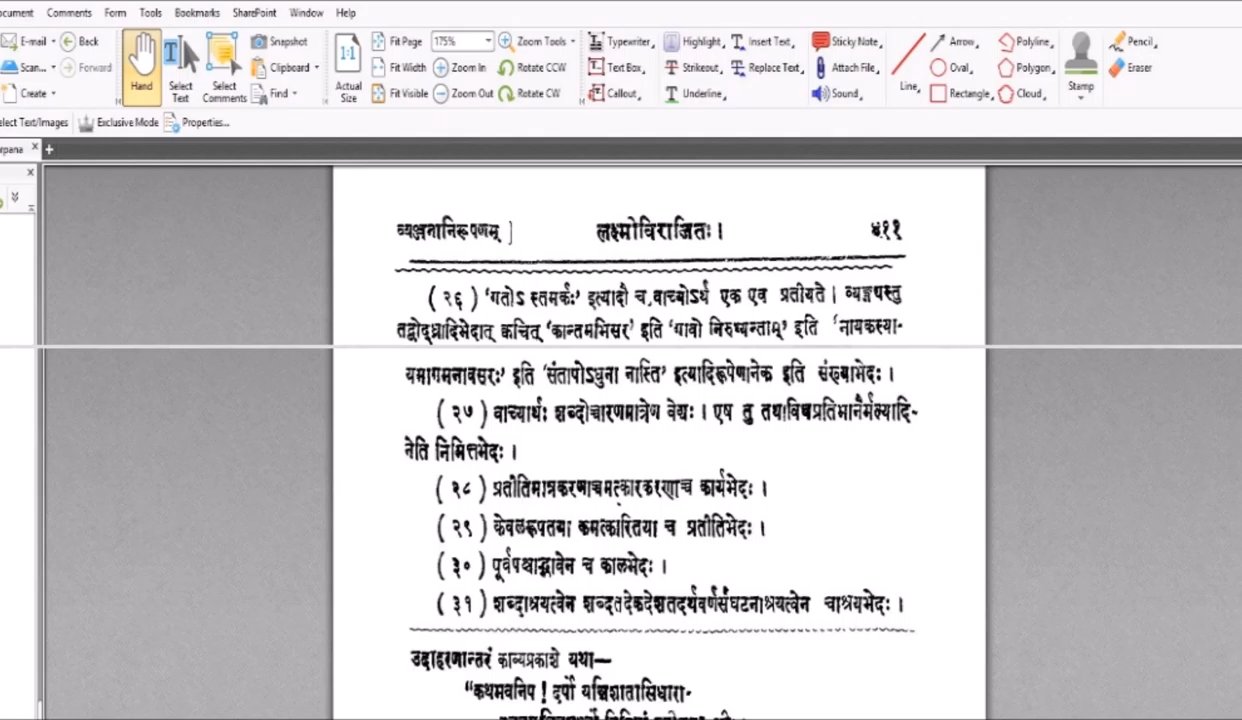 ocument Comments Form Tools Bookmarks SharePoint Window Help
E-mail Back Snapshot Fit Page 175% Zoom Tools Typewriter Highlight Insert Text Sticky Note Arrow Polyline Pencil
Scan... Forward Clipboard Fit Width Zoom In Rotate CCW Text Box Strikeout Replace Text Attach File Oval Polygon Eraser
Create Hand Select Text Select Comments Find Actual Size 1:1 Fit Visible Zoom Out Rotate CW Callout Underline Sound Line Rectangle Cloud Stamp
elect Text/Images Exclusive Mode Properties...
rpana
व्यञ्जनानिरूपणम् ] लक्ष्मीविराजितः । ४११
( २६ ) 'गतोऽस्तमर्कः' इत्यादौ च वाच्योऽर्थ एक एव प्रतीयते । व्यङ्ग्यस्तु
तद्बोद्ध्रादिभेदात् क्वचित् 'कान्तमभिसर' इति 'गावो निरुध्यन्ताम्' इति 'नायकस्या-
यमागमनावसरः' इति 'संतापोऽधुना नास्ति' इत्यादिरूपेणानेक इति संख्याभेदः ।
( २७ ) वाच्यार्थः शब्दोच्चारणमात्रेण वेद्यः । एष तु तथाविधप्रतिभानैर्मल्यादि-
नेति निमित्तभेदः ।
( २८ ) प्रतीतिमात्रकरणाच्चमत्कारकरणाच्च कार्यभेदः ।
( २९ ) केवलरूपतया चमत्कारितया च प्रतीतिभेदः ।
( ३० ) पूर्वपश्चाद्भावेन च कालभेदः ।
( ३१ ) शब्दाश्रयत्वेन शब्दतदेकदेशतदर्थवर्णसंघटनाश्रयत्वेन चाश्रयभेदः ।
उदाहरणान्तरं काव्यप्रकाशे यथा—
"कथमवनिप ! दर्पो यन्निशातासिधारा-